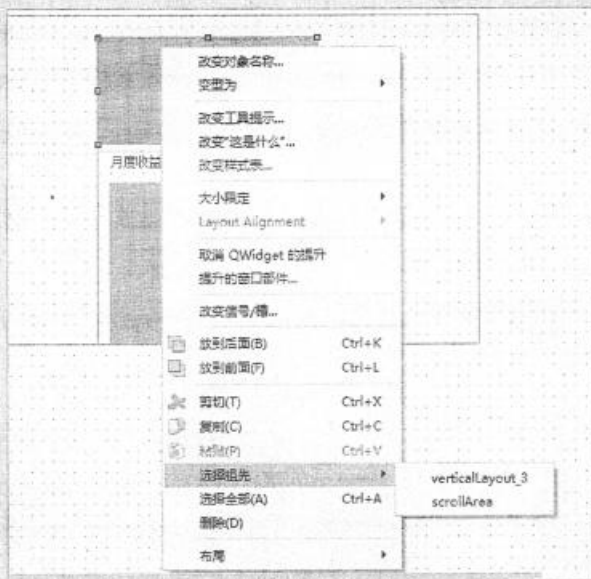 改变对象名称...
变型为
改变工具提示...
改变"这是什么"...
改变样式表...
月度收益
大小限定
Layout Alignment
取消 QWidget 的提升
提升的窗口部件...
改变信号/槽...
放到后面(B) Ctrl+K
放到前面(F) Ctrl+L
剪切(T) Ctrl+X
复制(C) Ctrl+C
粘贴(P) Ctrl+V
选择祖先
verticalLayout_3
选择全部(A) Ctrl+A
scrollArea
删除(D)
布局